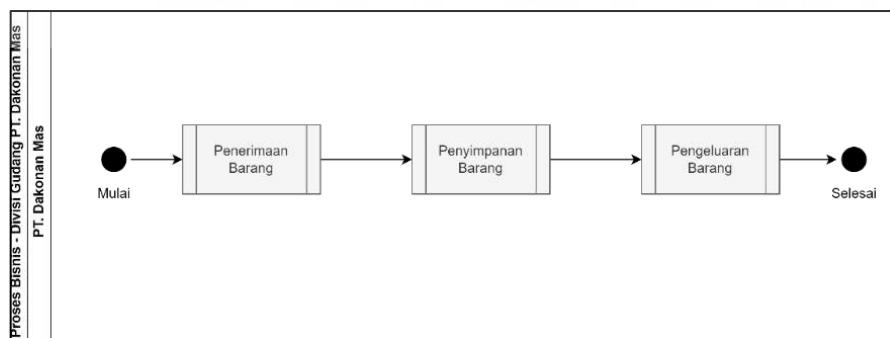 Proses Bisnis - Divisi Gudang PT. Dakonan Mas
PT. Dakonan Mas
Mulai
Penerimaan
Barang
Penyimpanan
Barang
Pengeluaran
Barang
Selesai